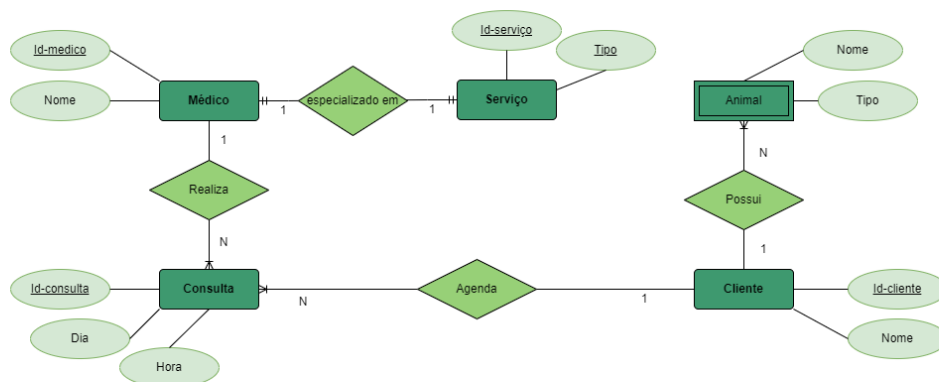 Id-medico
Nome
Médico
1
1
especializado em
1
Id-serviço
Tipo
Serviço
Nome
Tipo
Animal
Realiza
N
N
Possui
1
Id-consulta
Dia
Hora
Consulta
N
Agenda
1
Cliente
Id-cliente
Nome